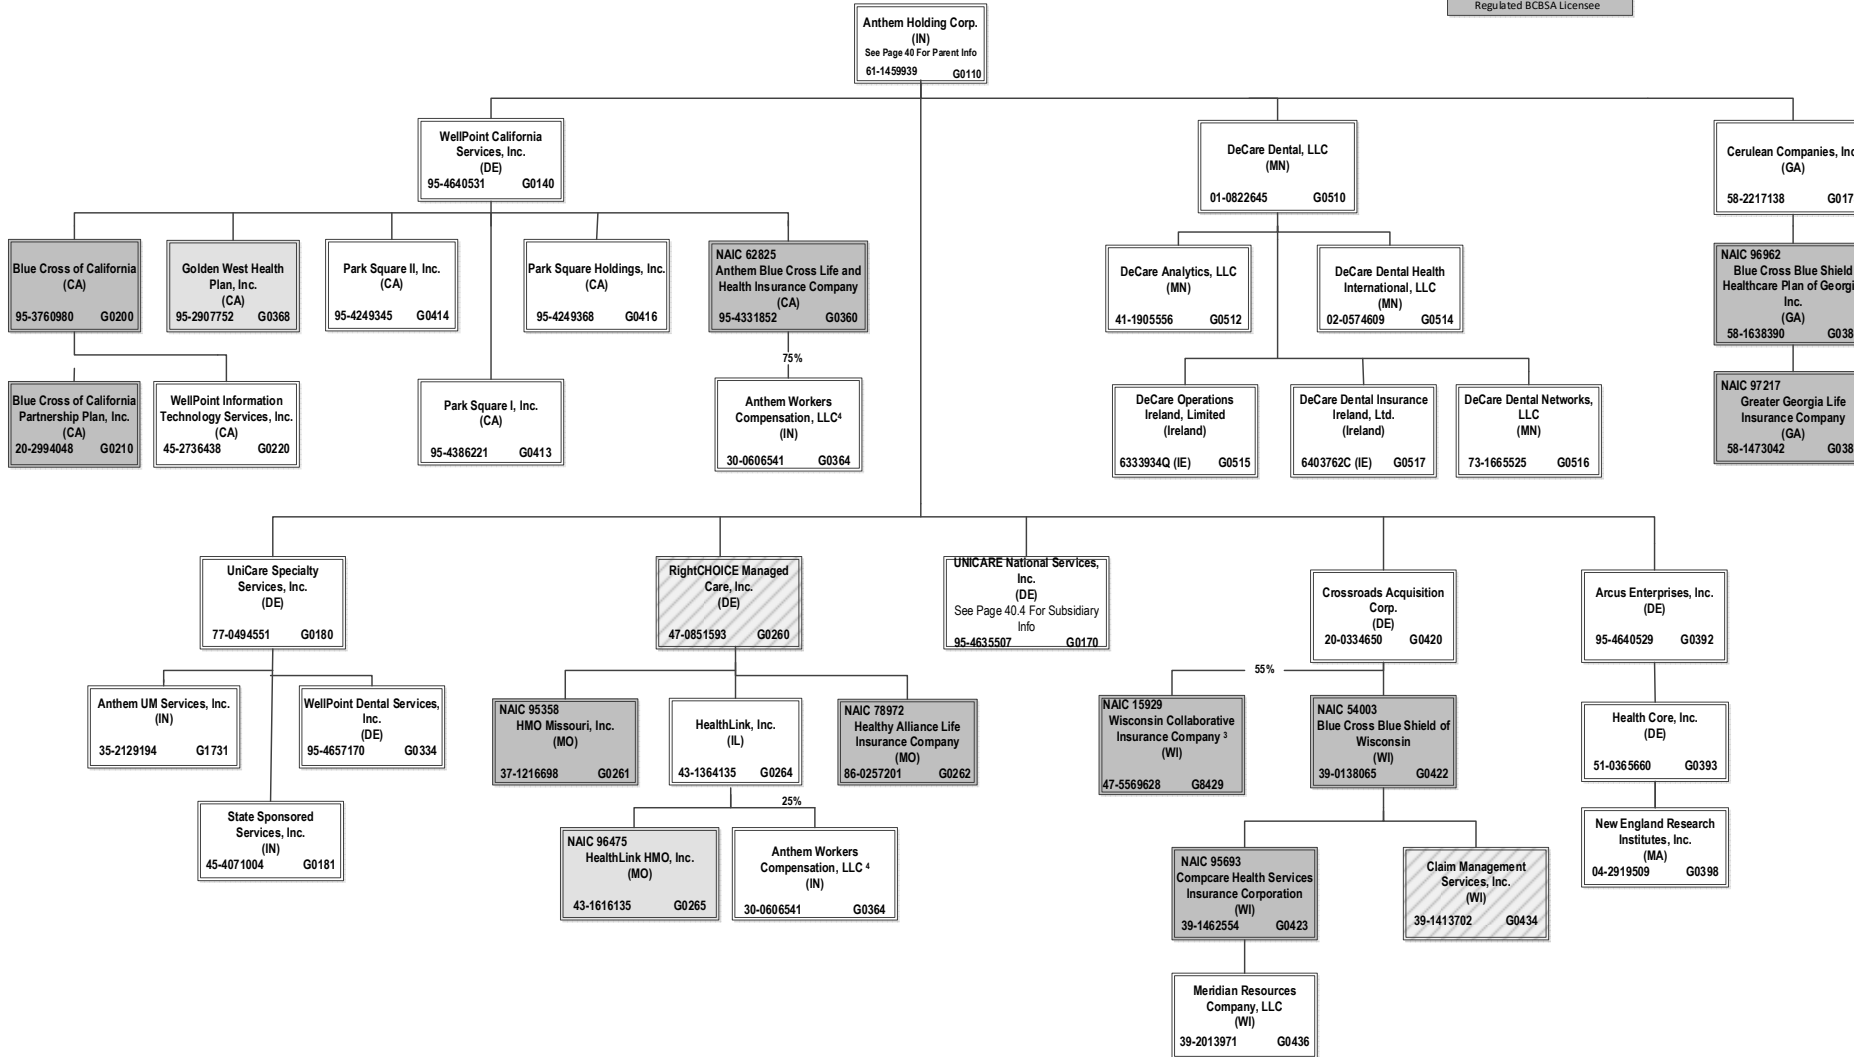 Regulated BCBSA Licensee
Anthem Holding Corp.
(IN)
See Page 40 For Parent Info
61-1459939 G0110
WellPoint California
Services, Inc.
(DE)
95-4640531 G0140
DeCare Dental, LLC
(MN)
01-0822645 G0510
Cerulean Companies, Inc
(GA)
58-2217138 G017
Blue Cross of California
(CA)
95-3760980 G0200
Golden West Health
Plan, Inc.
(CA)
95-2907752 G0368
Park Square II, Inc.
(CA)
95-4249345 G0414
Park Square Holdings, Inc.
(CA)
95-4249368 G0416
NAIC 62825
Anthem Blue Cross Life and
Health Insurance Company
(CA)
95-4331852 G0360
DeCare Analytics, LLC
(MN)
41-1905556 G0512
DeCare Dental Health
International, LLC
(MN)
02-0574609 G0514
NAIC 96962
Blue Cross Blue Shield
Healthcare Plan of Georgi
Inc.
(GA)
58-1638390 G038
75%
Blue Cross of California
Partnership Plan, Inc.
(CA)
20-2994048 G0210
WellPoint Information
Technology Services, Inc.
(CA)
45-2736438 G0220
Park Square I, Inc.
(CA)
95-4386221 G0413
Anthem Workers
Compensation, LLC⁴
(IN)
30-0606541 G0364
DeCare Operations
Ireland, Limited
(Ireland)
6333934Q (IE) G0515
DeCare Dental Insurance
Ireland, Ltd.
(Ireland)
6403762C (IE) G0517
DeCare Dental Networks,
LLC
(MN)
73-1665525 G0516
NAIC 97217
Greater Georgia Life
Insurance Company
(GA)
58-1473042 G038
UniCare Specialty
Services, Inc.
(DE)
77-0494551 G0180
RightCHOICE Managed
Care, Inc.
(DE)
47-0851593 G0260
UNICARE National Services,
Inc.
(DE)
See Page 40.4 For Subsidiary
Info
95-4635507 G0170
Crossroads Acquisition
Corp.
(DE)
20-0334650 G0420
Arcus Enterprises, Inc.
(DE)
95-4640529 G0392
55%
Anthem UM Services, Inc.
(IN)
35-2129194 G1731
WellPoint Dental Services,
Inc.
(DE)
95-4657170 G0334
NAIC 95358
HMO Missouri, Inc.
(MO)
37-1216698 G0261
HealthLink, Inc.
(IL)
43-1364135 G0264
NAIC 78972
Healthy Alliance Life
Insurance Company
(MO)
86-0257201 G0262
NAIC 15929
Wisconsin Collaborative
Insurance Company ³
(WI)
47-5569628 G8429
NAIC 54003
Blue Cross Blue Shield of
Wisconsin
(WI)
39-0138065 G0422
Health Core, Inc.
(DE)
51-0365660 G0393
25%
State Sponsored
Services, Inc.
(IN)
45-4071004 G0181
NAIC 96475
HealthLink HMO, Inc.
(MO)
43-1616135 G0265
Anthem Workers
Compensation, LLC ⁴
(IN)
30-0606541 G0364
NAIC 95693
Compcare Health Services
Insurance Corporation
(WI)
39-1462554 G0423
Claim Management
Services, Inc.
(WI)
39-1413702 G0434
New England Research
Institutes, Inc.
(MA)
04-2919509 G0398
Meridian Resources
Company, LLC
(WI)
39-2013971 G0436